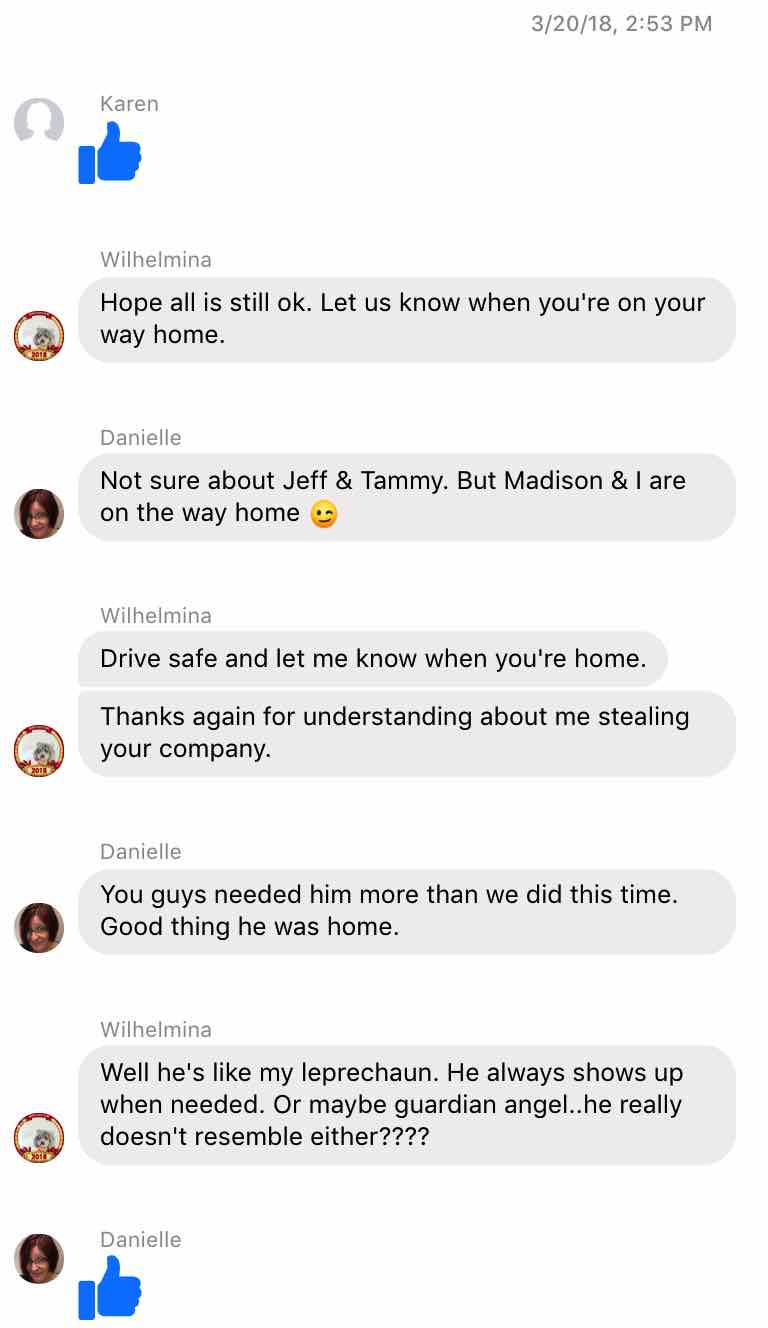 3/20/18, 2:53 PM
Karen
Wilhelmina
Hope all is still ok. Let us know when you're on your
way home.
2018
Danielle
Not sure about Jeff & Tammy. But Madison & I are
on the way home 😉
Wilhelmina
Drive safe and let me know when you're home.
Thanks again for understanding about me stealing
your company.
2018
Danielle
You guys needed him more than we did this time.
Good thing he was home.
Wilhelmina
Well he's like my leprechaun. He always shows up
when needed. Or maybe guardian angel..he really
doesn't resemble either????
2018
Danielle